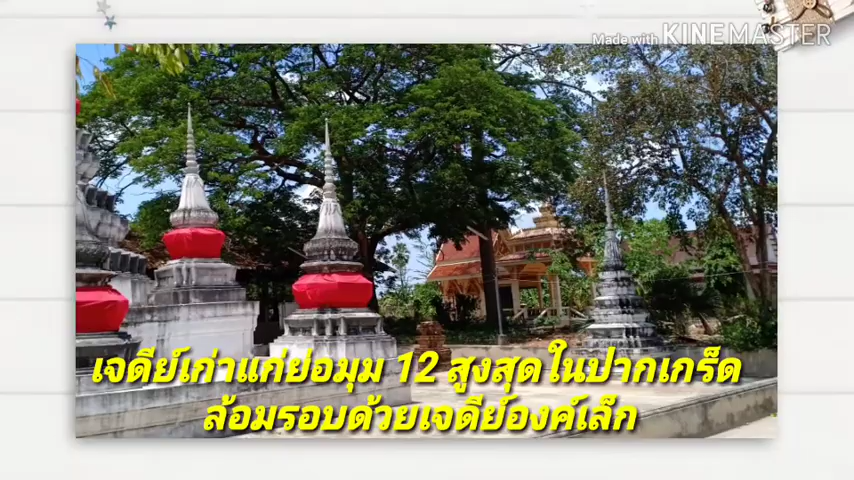 Made with KINEMASTER
เจดีย์เก่าแก่ย่อมุม 12 สูงสุดในปากเกร็ด
ล้อมรอบด้วยเจดีย์องค์เล็ก